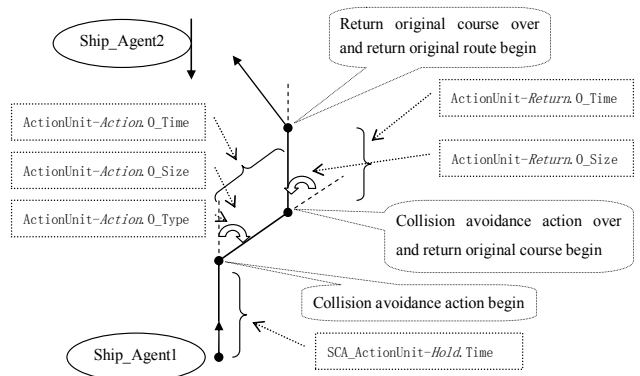 Return original course over
and return original route begin
Ship_Agent2
ActionUnit-Action.O_Time
ActionUnit-Return.O_Time
ActionUnit-Action.O_Size
ActionUnit-Return.O_Size
ActionUnit-Action.O_Type
Collision avoidance action over
and return original course begin
Collision avoidance action begin
Ship_Agent1
SCA_ActionUnit-Hold.Time